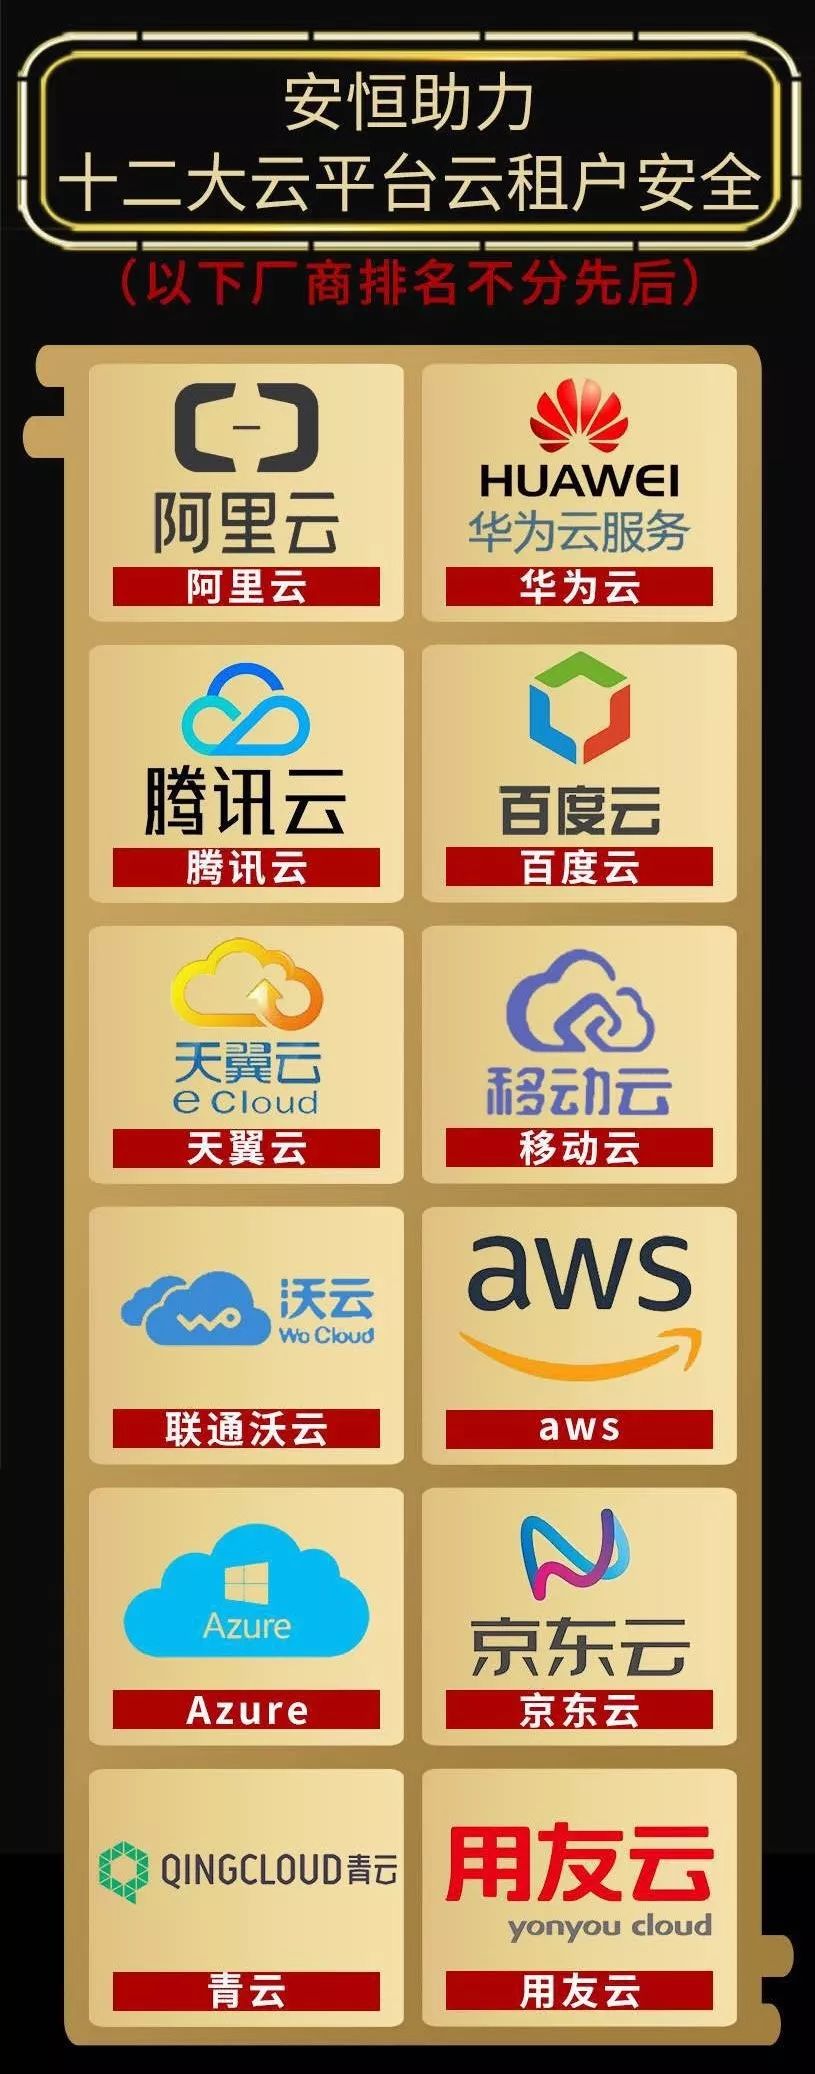 安恒助力
十二大云平台云租户安全
（以下厂商排名不分先后）
阿里云
阿里云
HUAWEI
华为云服务
华为云
腾讯云
腾讯云
百度云
百度云
天翼云
e Cloud
天翼云
移动云
移动云
wo
沃云
Wo Cloud
联通沃云
aws
aws
Azure
Azure
京东云
京东云
QINGCLOUD青云
青云
用友云
yonyou cloud
用友云